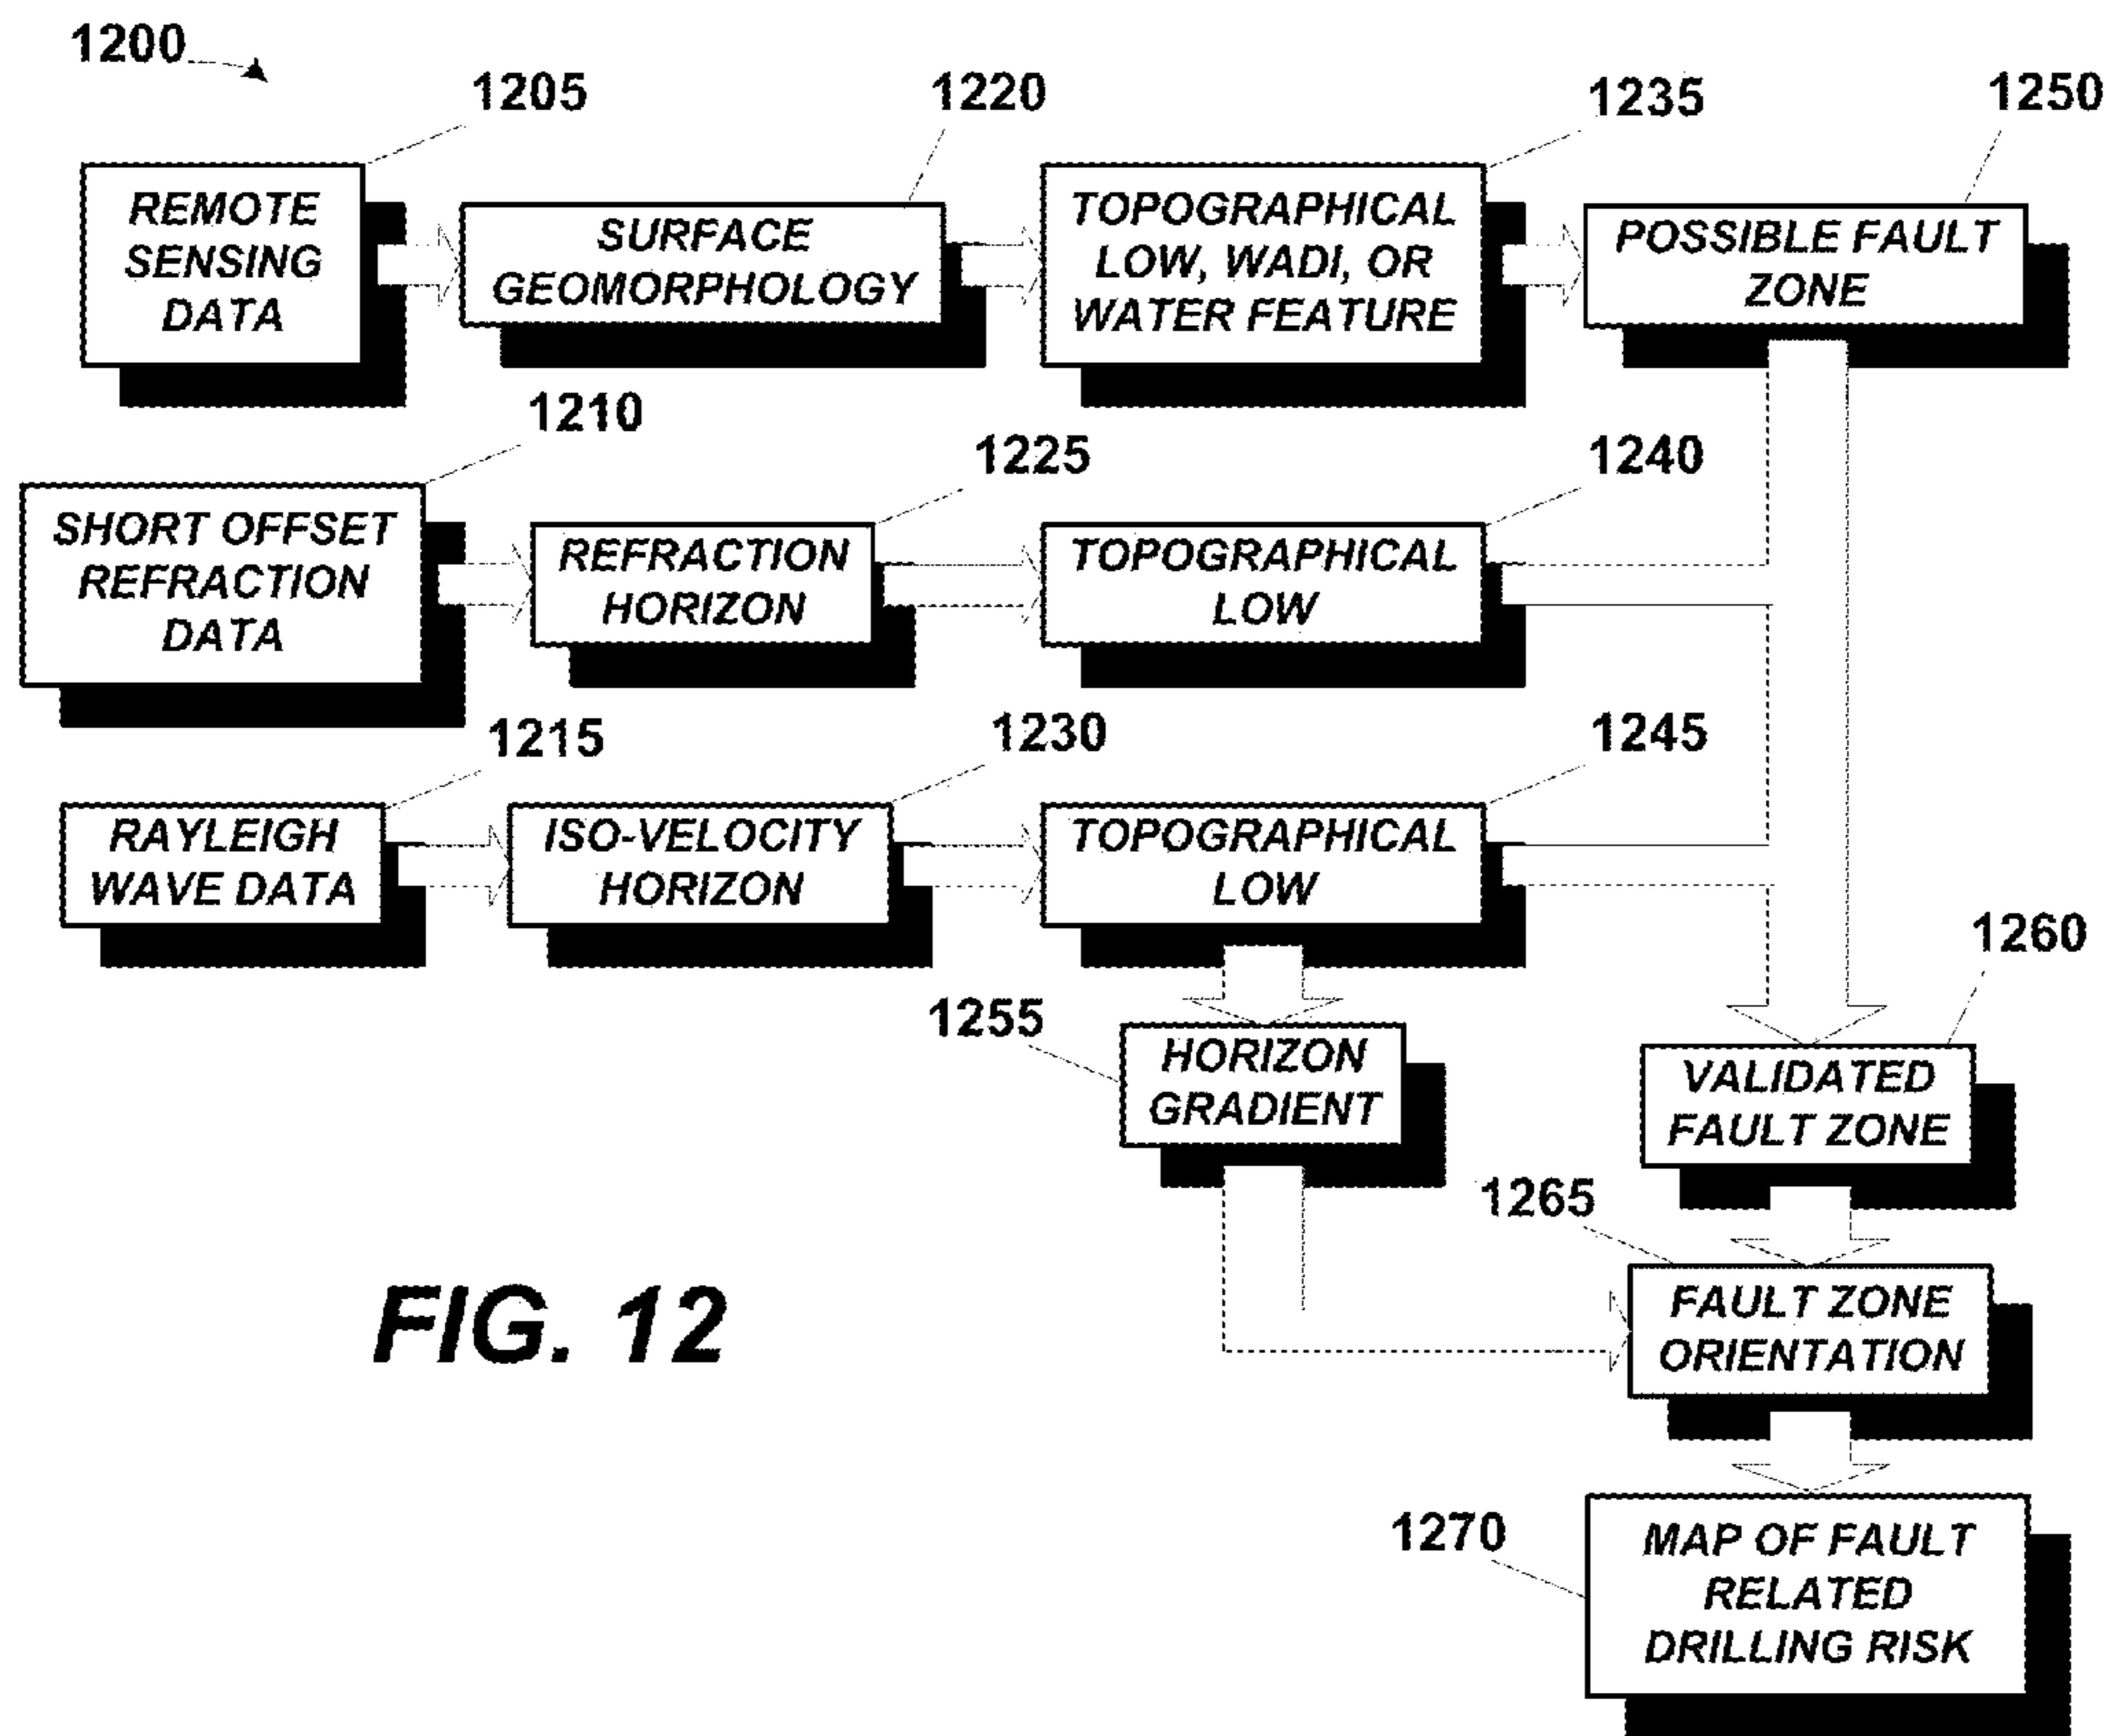 1200
1205
1220
1235
1250
REMOTE
SENSING
DATA
SURFACE
GEOMORPHOLOGY
TOPOGRAPHICAL
LOW, WADI, OR
WATER FEATURE
POSSIBLE FAULT
ZONE
1210
1225
1240
SHORT OFFSET
REFRACTION
DATA
REFRACTION
HORIZON
TOPOGRAPHICAL
LOW
1215
1230
1245
RAYLEIGH
WAVE DATA
ISO-VELOCITY
HORIZON
TOPOGRAPHICAL
LOW
1255
1260
HORIZON
GRADIENT
VALIDATED
FAULT ZONE
1265
FAULT ZONE
ORIENTATION
FIG. 12
1270
MAP OF FAULT
RELATED
DRILLING RISK